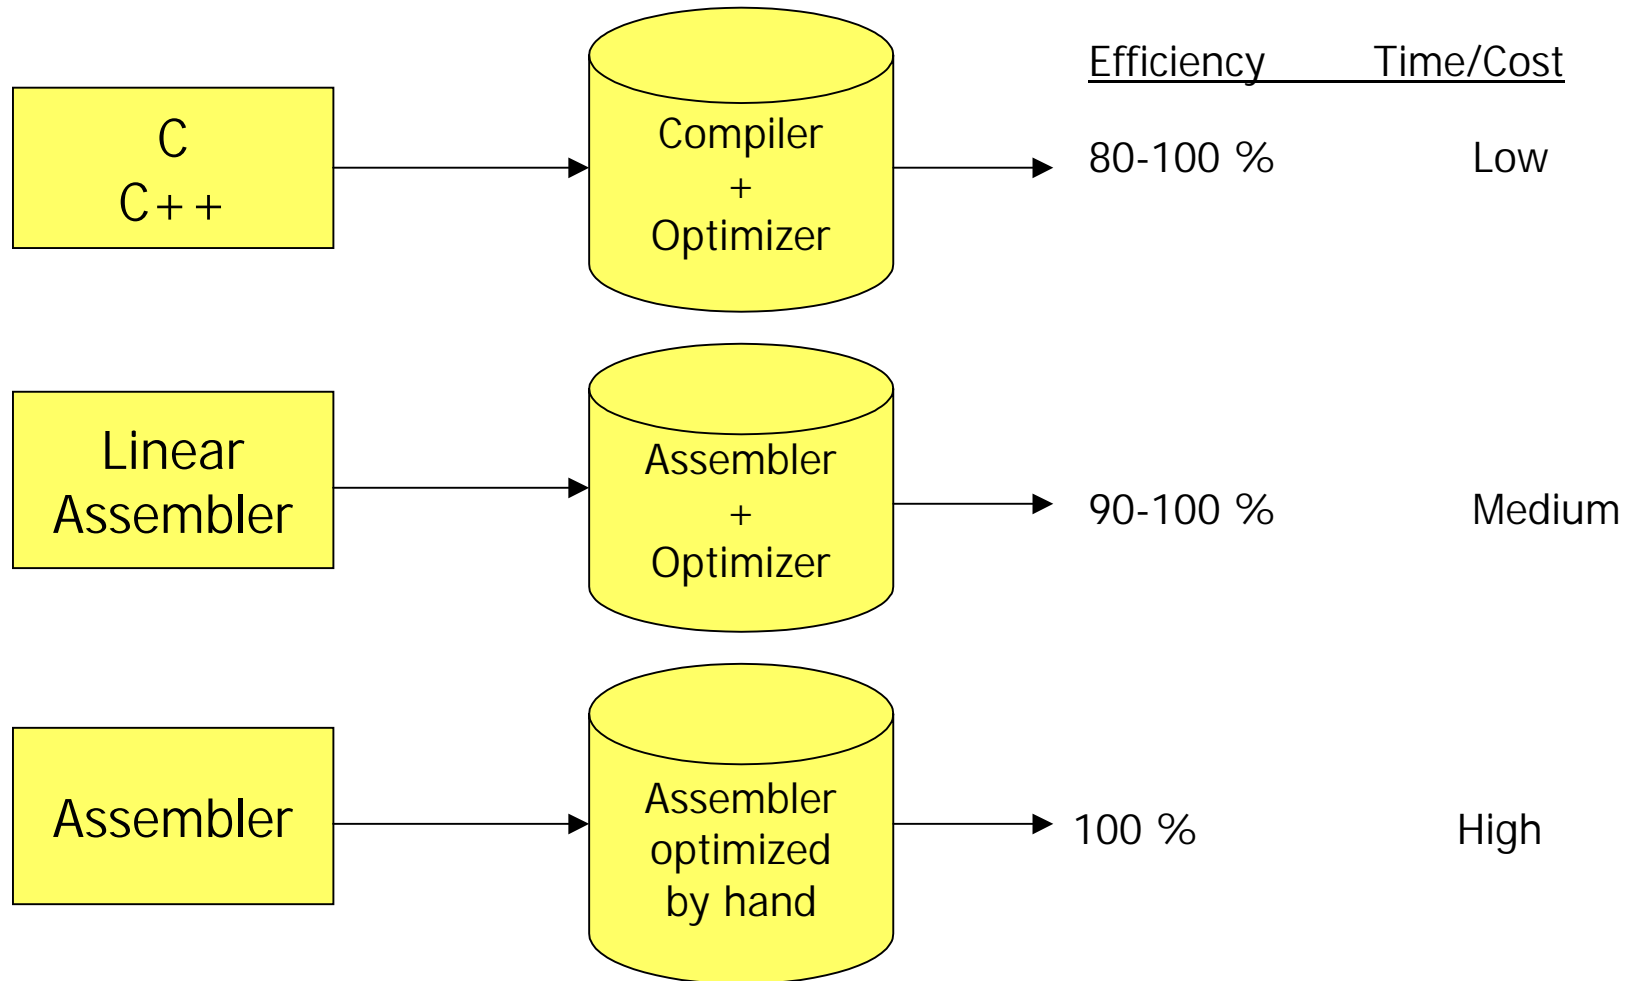 Efficiency Time/Cost
C
C++
Compiler
+
Optimizer
80-100 % Low
Linear
Assembler
Assembler
+
Optimizer
90-100 % Medium
Assembler
Assembler
optimized
by hand
100 % High